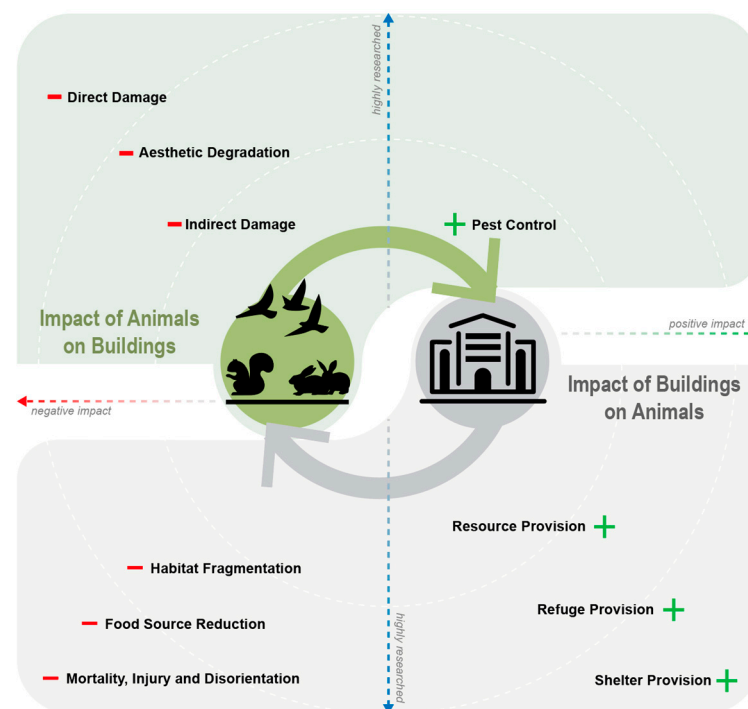 highly researched
Direct Damage
Aesthetic Degradation
Indirect Damage
Pest Control
Impact of Animals
on Buildings
positive impact
negative impact
Impact of Buildings
on Animals
Resource Provision
Habitat Fragmentation
Refuge Provision
Food Source Reduction
highly researched
Mortality, Injury and Disorientation
Shelter Provision